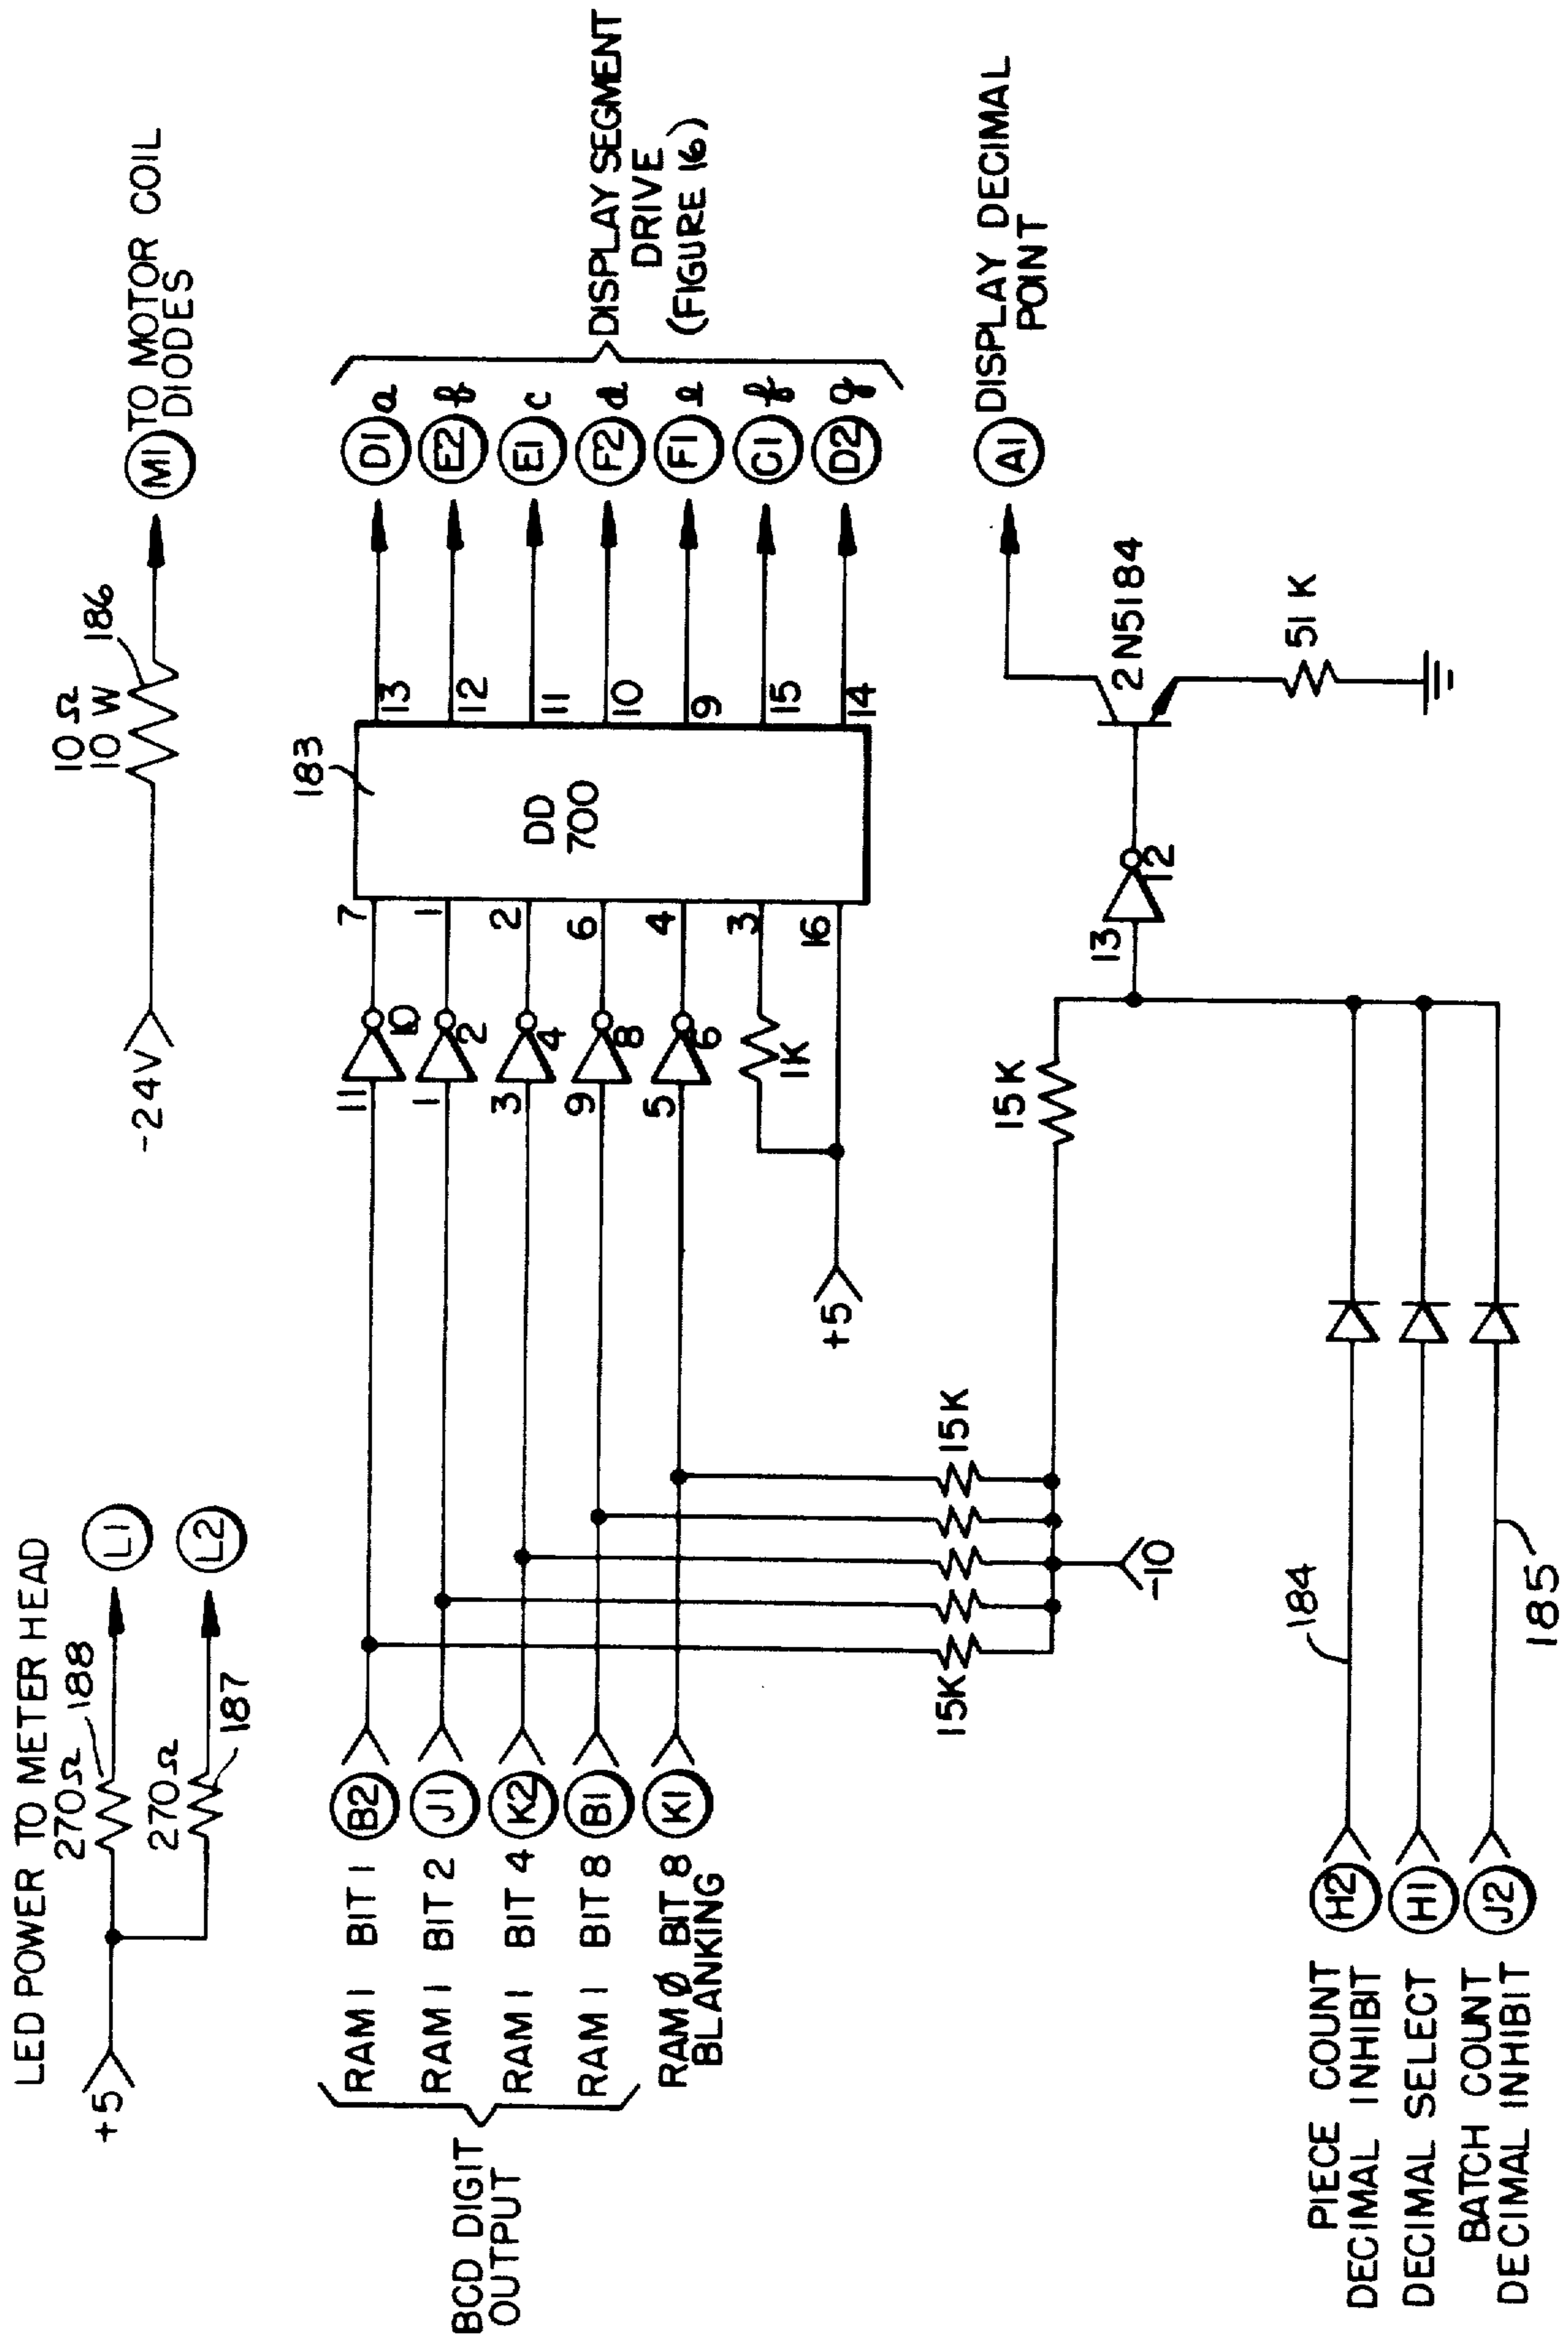 LED POWER TO METER HEAD
+5
270Ω
188
L1
270Ω
187
L2
-24V
10Ω
10 W
186
M1
TO MOTOR COIL
DIODES
BCD DIGIT
OUTPUT
RAM 1 BIT 1
B2
11
10
7
RAM 1 BIT 2
J1
1
2
1
RAM 1 BIT 4
K2
3
4
2
RAM 1 BIT 8
B1
9
8
6
RAM Ø BIT 8
BLANKING
K1
5
6
4
1K
3
16
+5
183
DD
700
13
D1
a
12
E2
11
E1
c
10
F2
d
9
F1
e
15
C1
f
14
D2
g
DISPLAY SEGMENT
DRIVE
(FIGURE 16)
15K
15K
-10
15K
13
12
2N5184
51K
A1
DISPLAY DECIMAL
POINT
PIECE COUNT
DECIMAL INHIBIT
H2
184
DECIMAL SELECT
H1
BATCH COUNT
DECIMAL INHIBIT
J2
185